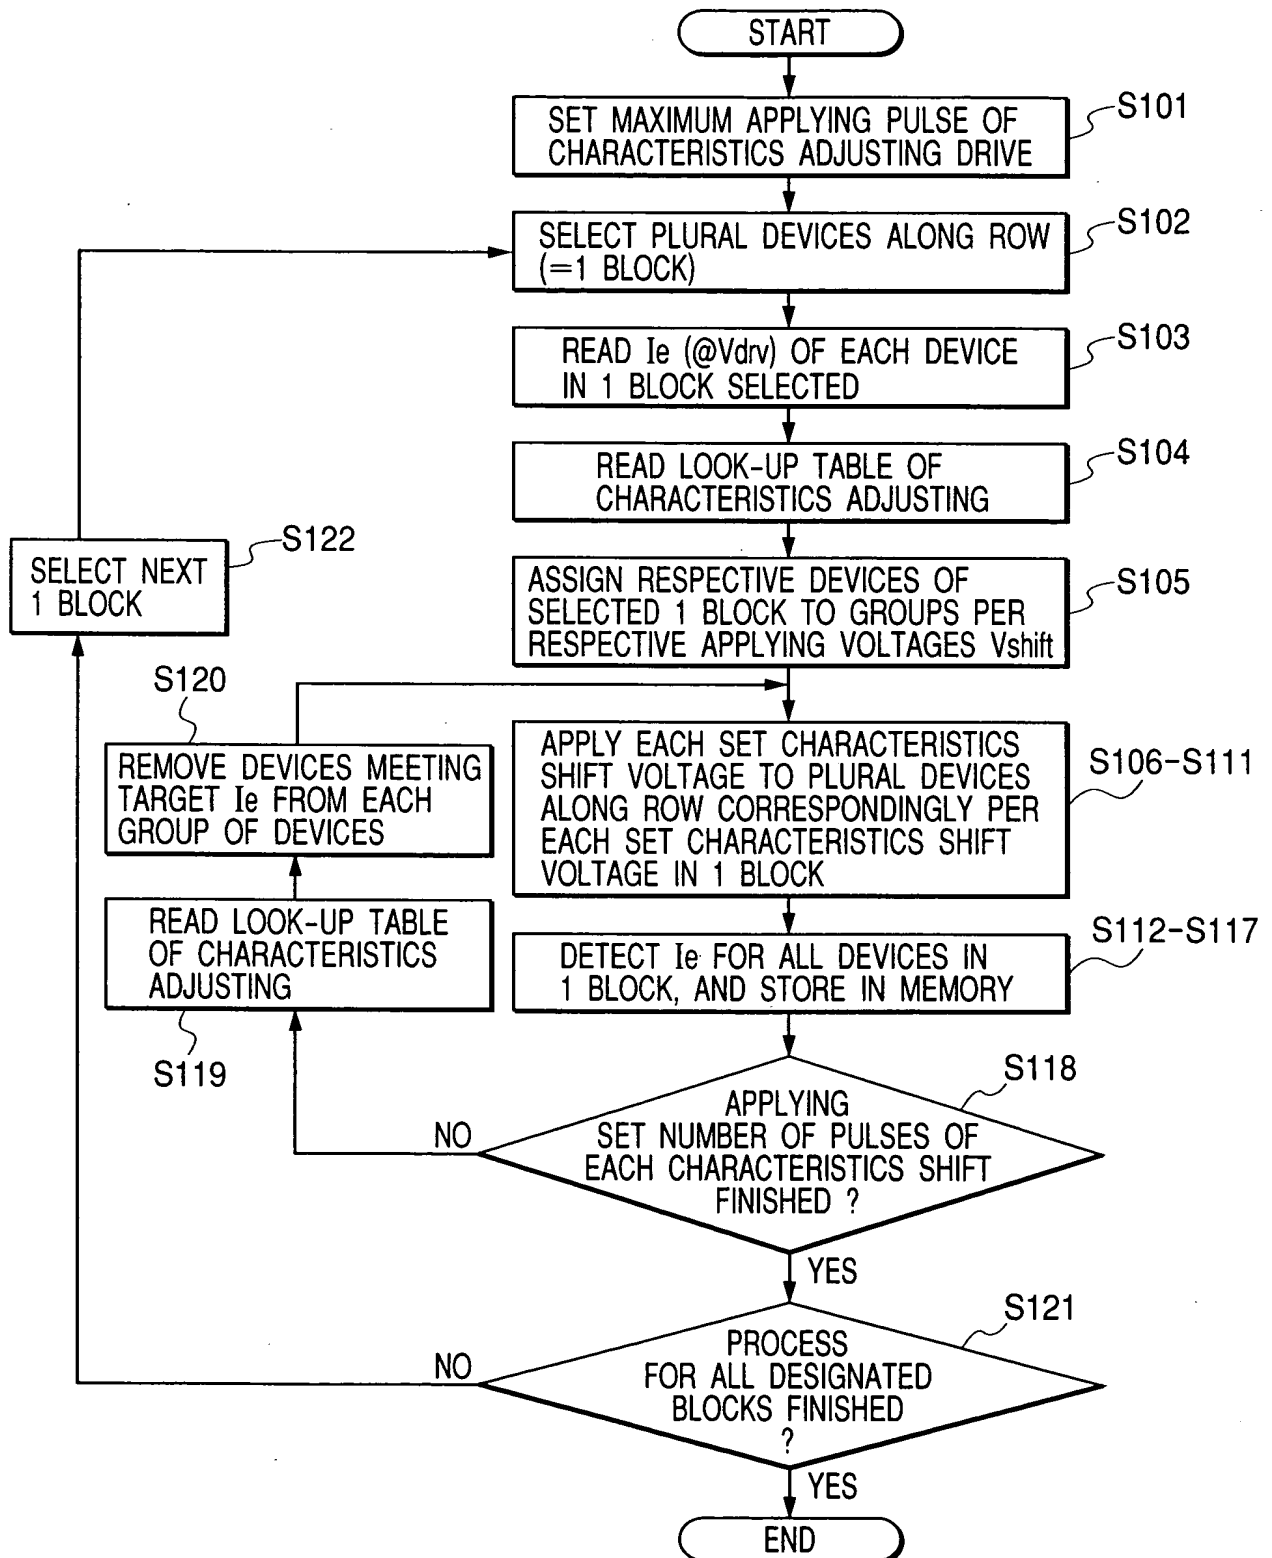 START
SET MAXIMUM APPLYING PULSE OF
CHARACTERISTICS ADJUSTING DRIVE
S101
SELECT PLURAL DEVICES ALONG ROW
(=1 BLOCK)
S102
READ Ie (@Vdrv) OF EACH DEVICE
IN 1 BLOCK SELECTED
S103
READ LOOK-UP TABLE OF
CHARACTERISTICS ADJUSTING
S104
ASSIGN RESPECTIVE DEVICES OF
SELECTED 1 BLOCK TO GROUPS PER
RESPECTIVE APPLYING VOLTAGES Vshift
S105
SELECT NEXT
1 BLOCK
S122
S120
REMOVE DEVICES MEETING
TARGET Ie FROM EACH
GROUP OF DEVICES
APPLY EACH SET CHARACTERISTICS
SHIFT VOLTAGE TO PLURAL DEVICES
ALONG ROW CORRESPONDINGLY PER
EACH SET CHARACTERISTICS SHIFT
VOLTAGE IN 1 BLOCK
S106-S111
READ LOOK-UP TABLE
OF CHARACTERISTICS
ADJUSTING
S119
DETECT Ie FOR ALL DEVICES IN
1 BLOCK, AND STORE IN MEMORY
S112-S117
APPLYING
SET NUMBER OF PULSES OF
EACH CHARACTERISTICS SHIFT
FINISHED ?
S118
NO
YES
PROCESS
FOR ALL DESIGNATED
BLOCKS FINISHED
?
S121
NO
YES
END